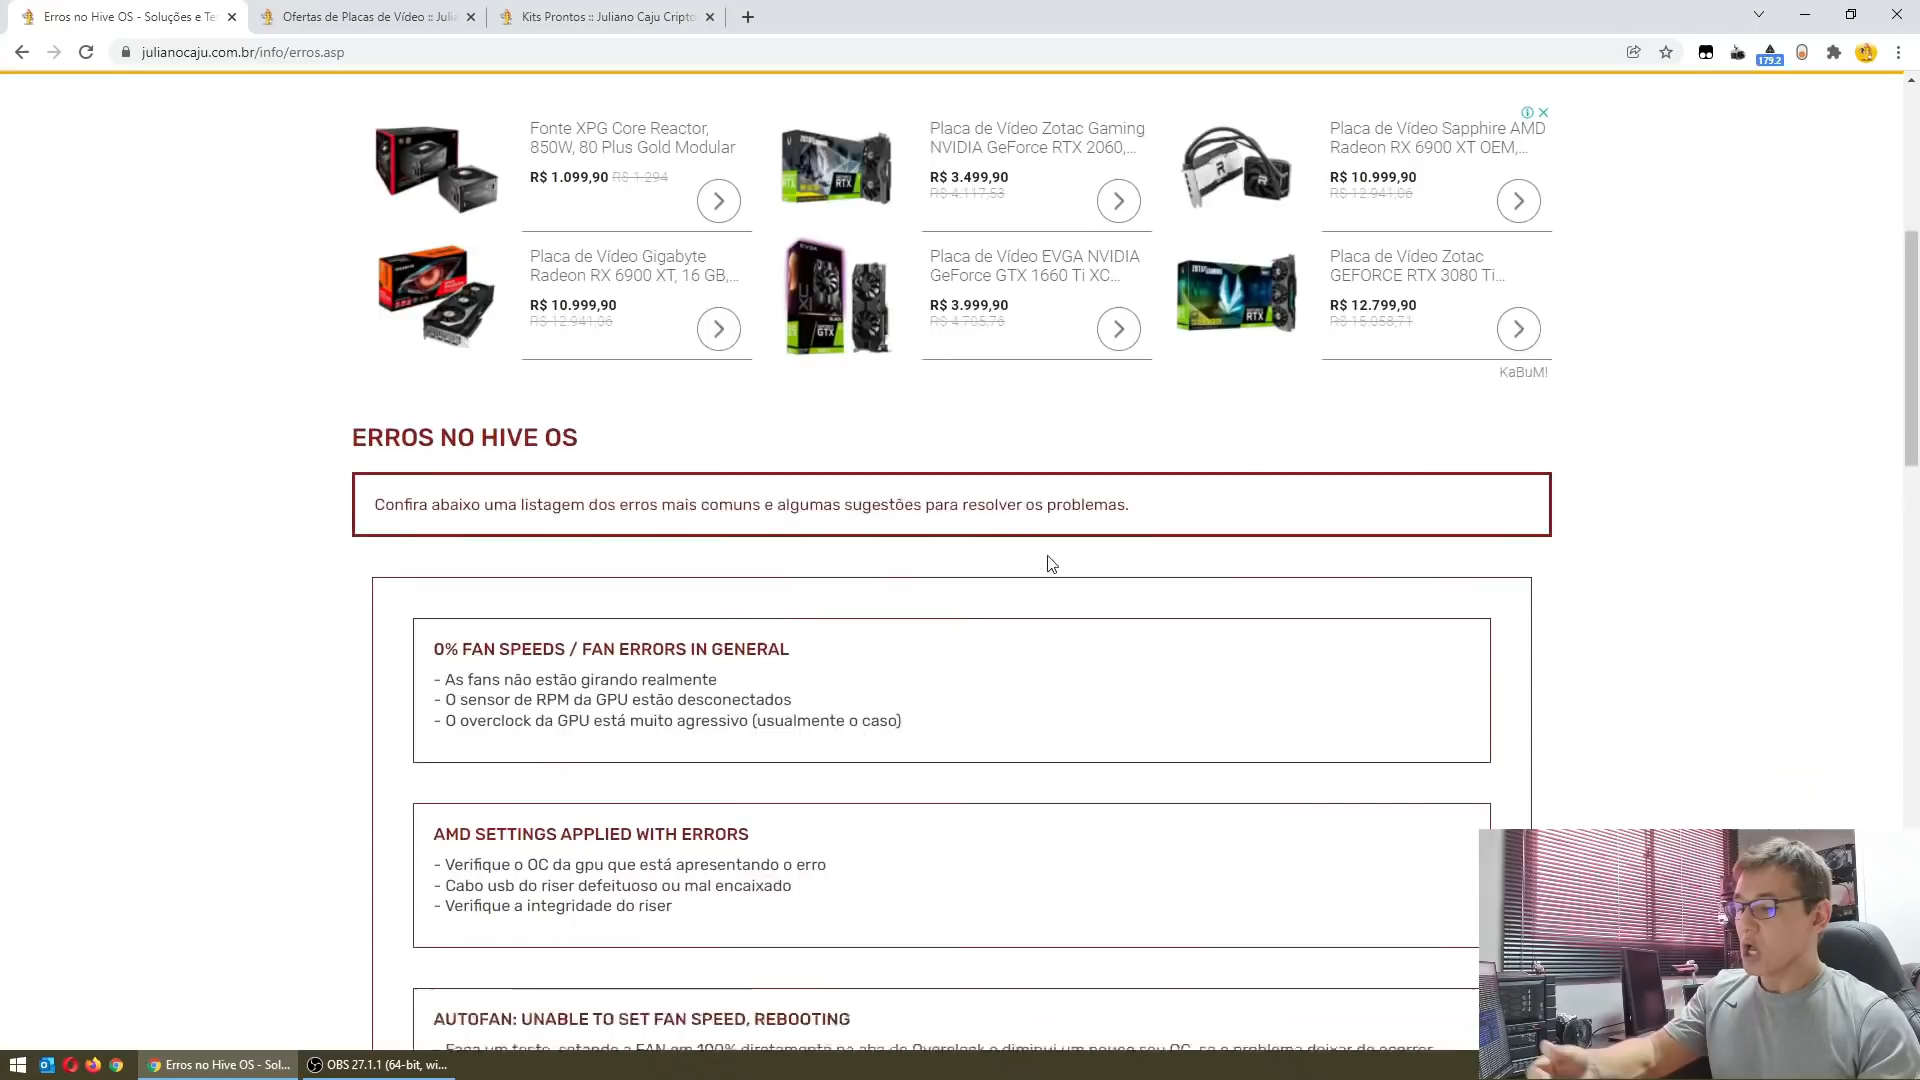 Erros no Hive OS - Soluções e Te
Ofertas de Placas de Vídeo :: Juli
Kits Prontos :: Juliano Caju Cripto
julianocaju.com.br/info/erros.asp
179.2
Fonte XPG Core Reactor,
850W, 80 Plus Gold Modular
R$ 1.099,90 R$ 1.294
Placa de Vídeo Zotac Gaming
NVIDIA GeForce RTX 2060,...
R$ 3.499,90
R$ 4.117,53
Placa de Vídeo Sapphire AMD
Radeon RX 6900 XT OEM,...
R$ 10.999,90
R$ 12.941,06
Placa de Vídeo Gigabyte
Radeon RX 6900 XT, 16 GB,...
R$ 10.999,90
R$ 12.941,06
Placa de Vídeo EVGA NVIDIA
GeForce GTX 1660 Ti XC...
R$ 3.999,90
R$ 4.705,76
Placa de Vídeo Zotac
GEFORCE RTX 3080 Ti...
R$ 12.799,90
R$ 15.058,71
KaBuM!
ERROS NO HIVE OS
Confira abaixo uma listagem dos erros mais comuns e algumas sugestões para resolver os problemas.
0% FAN SPEEDS / FAN ERRORS IN GENERAL
- As fans não estão girando realmente
- O sensor de RPM da GPU estão desconectados
- O overclock da GPU está muito agressivo (usualmente o caso)
AMD SETTINGS APPLIED WITH ERRORS
- Verifique o OC da gpu que está apresentando o erro
- Cabo usb do riser defeituoso ou mal encaixado
- Verifique a integridade do riser
AUTOFAN: UNABLE TO SET FAN SPEED, REBOOTING
- Faça um teste, setando a FAN em 100% diretamente na aba de Overclock e diminui um pouco seu OC, se o problema deixar de ocorrer
Erros no Hive OS - Sol...
OBS 27.1.1 (64-bit, wi...